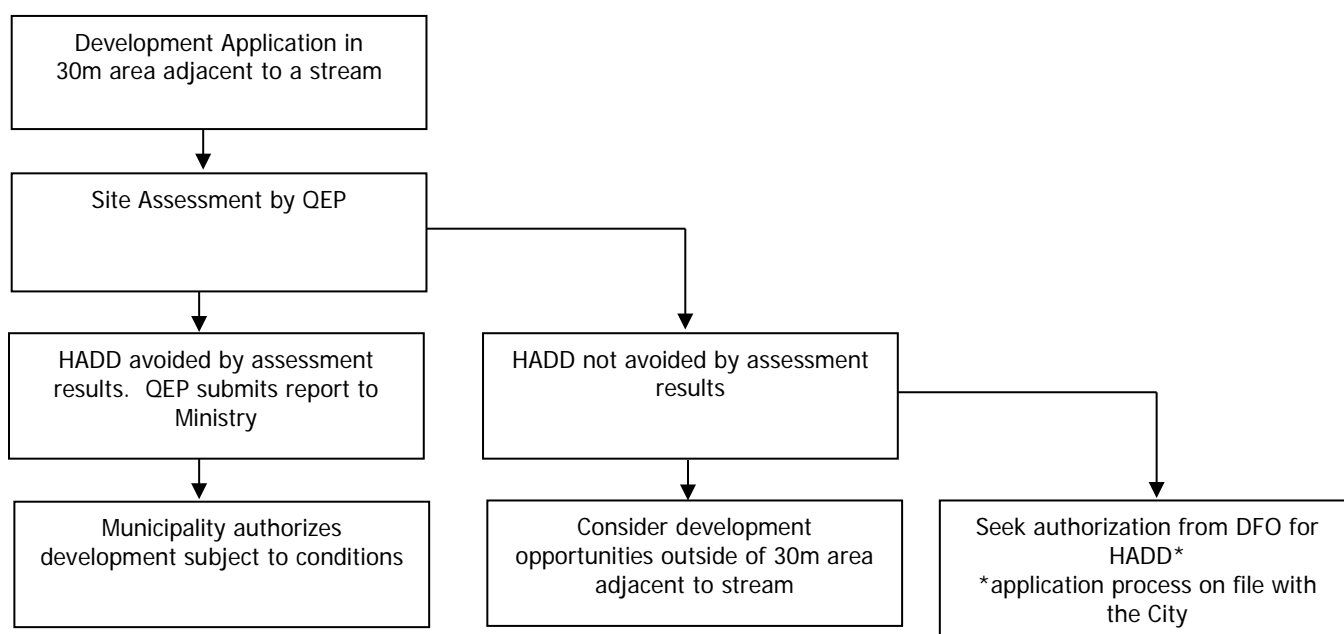 Development Application in
30m area adjacent to a stream
Site Assessment by QEP
HADD avoided by assessment
results. QEP submits report to
Ministry
HADD not avoided by assessment
results
Municipality authorizes
development subject to conditions
Consider development
opportunities outside of 30m area
adjacent to stream
Seek authorization from DFO for
HADD*
*application process on file with
the City